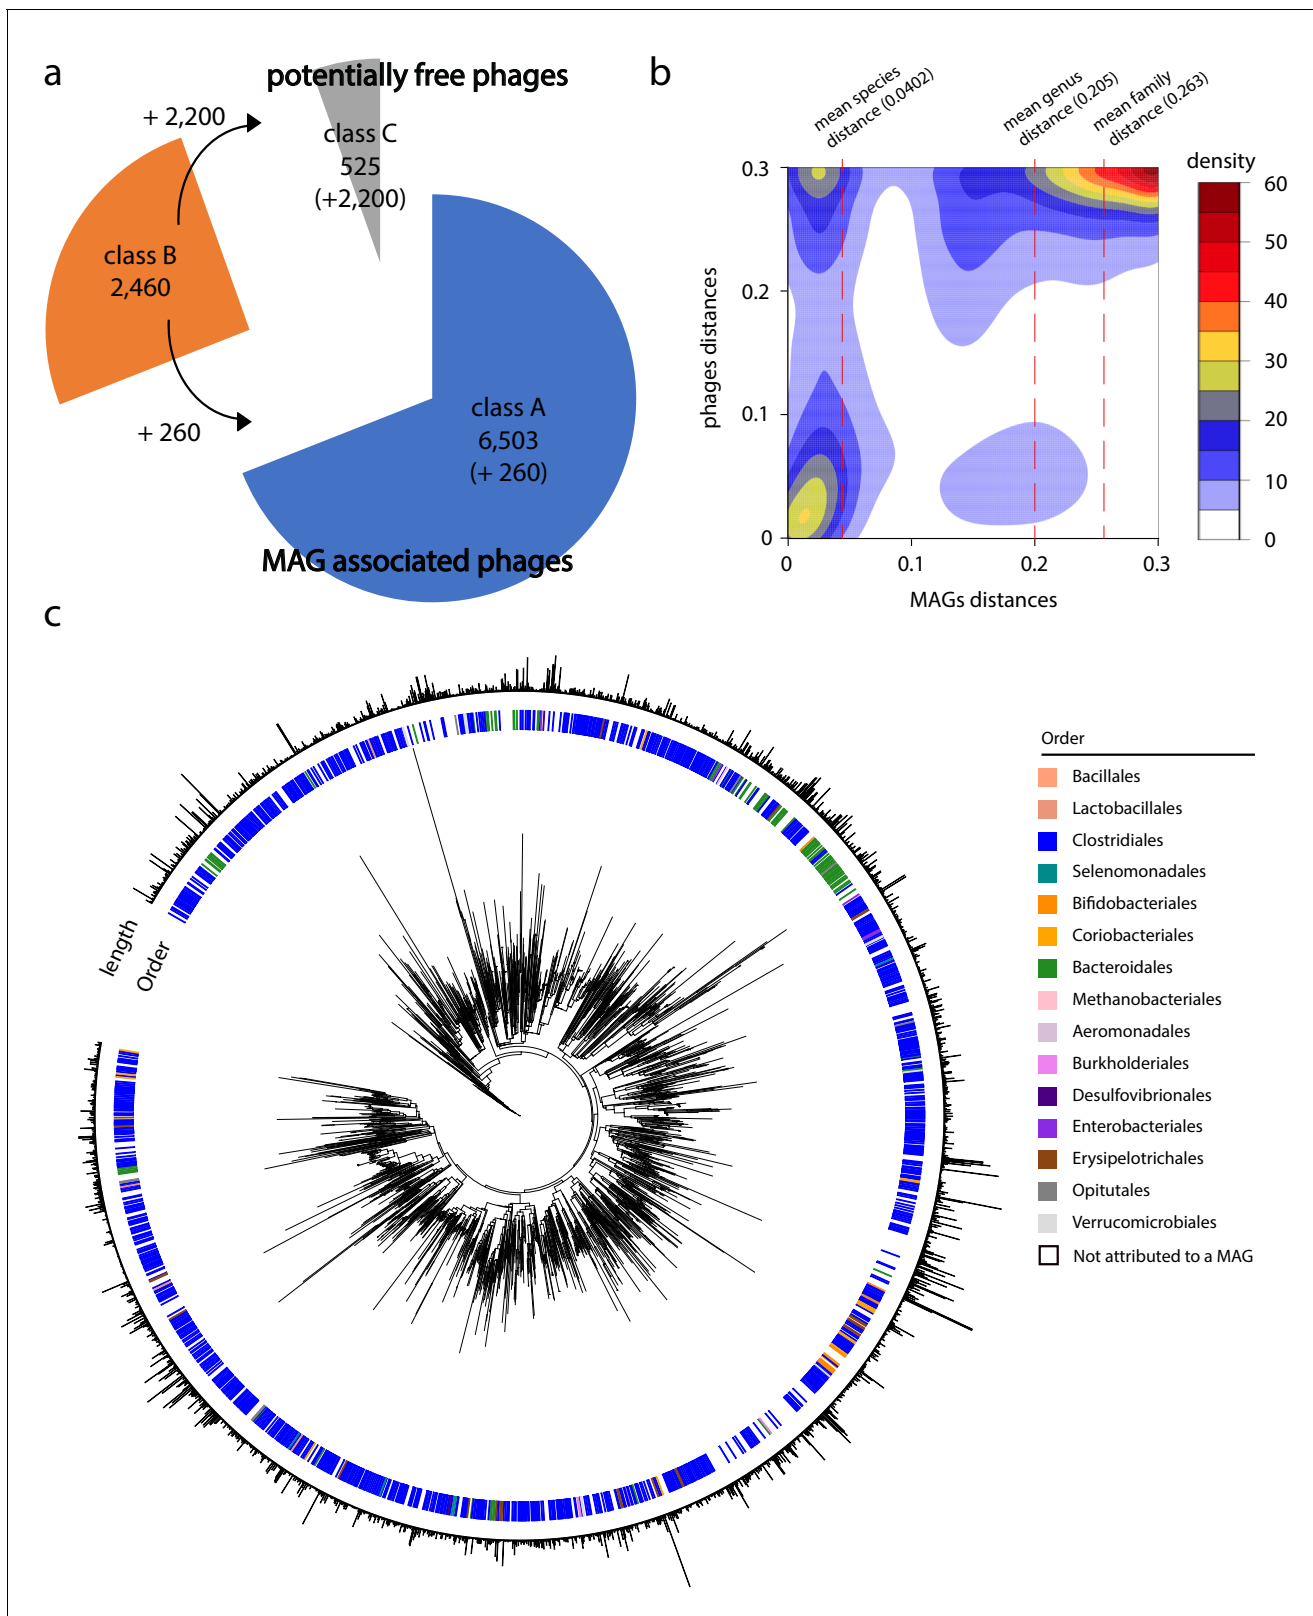 a
potentially free phages
+ 2,200
class C
525
(+2,200)
class B
2,460
+ 260
class A
6,503
(+ 260)
MAG associated phages
b
mean species
distance (0.0402)
mean genus
distance (0.205)
mean family
distance (0.263)
density
60
50
40
30
20
10
0
phages distances
0.3
0.2
0.1
0
0
0.1
0.2
0.3
MAGs distances
c
length
Order
Order
Bacillales
Lactobacillales
Clostridiales
Selenomonadales
Bifidobacteriales
Coriobacteriales
Bacteroidales
Methanobacteriales
Aeromonadales
Burkholderiales
Desulfovibrionales
Enterobacteriales
Erysipelotrichales
Opitutales
Verrucomicrobiales
Not attributed to a MAG